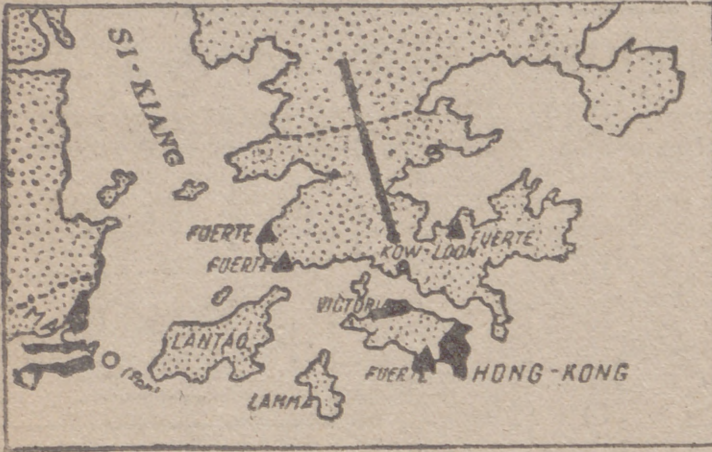 SI-KIANG
FUERTE
FUERTE
KOW-LOON
FUERTE
VICTORIA
LANTAO
FUERTE
HONG-KONG
LAMMA